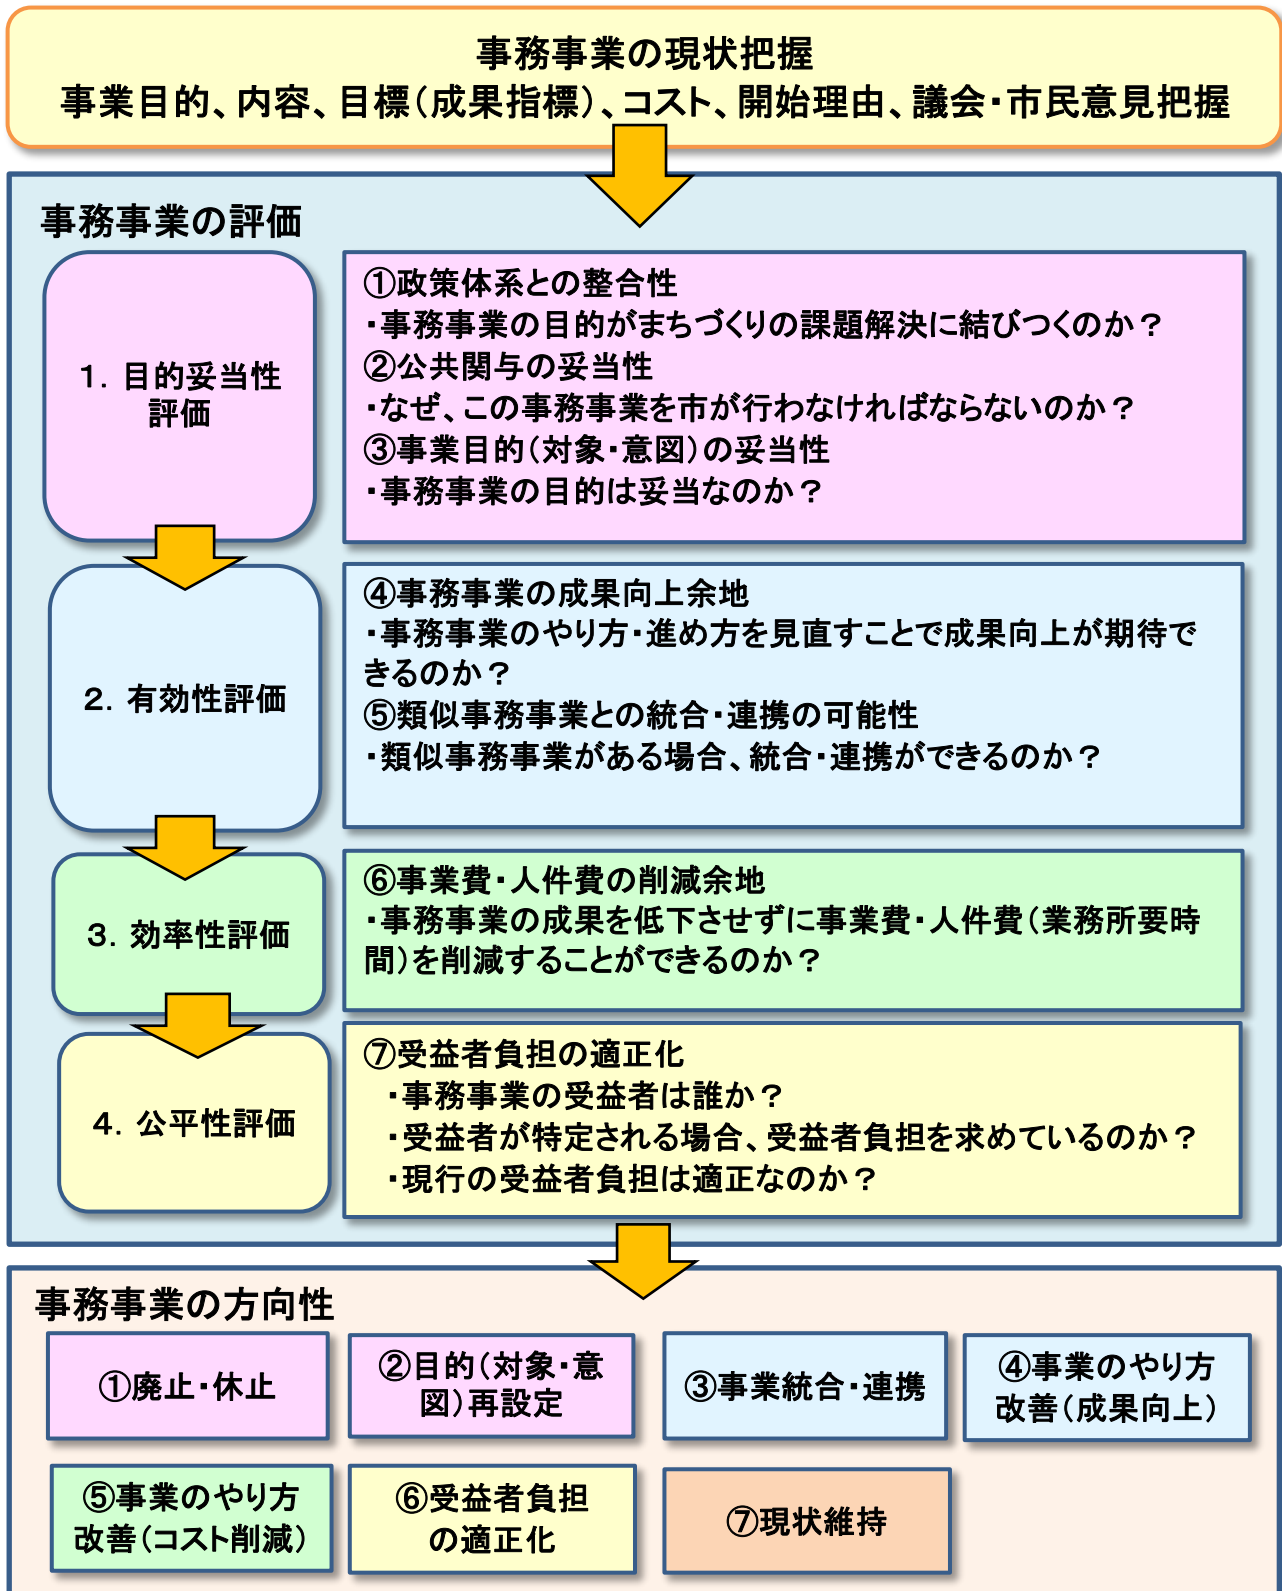 事務事業の現状把握
事業目的、内容、目標（成果指標）、コスト、開始理由、議会・市民意見把握
事務事業の評価
１．目的妥当性
評価
①政策体系との整合性
・事務事業の目的がまちづくりの課題解決に結びつくのか？
②公共関与の妥当性
・なぜ、この事務事業を市が行わなければならないのか？
③事業目的（対象・意図）の妥当性
・事務事業の目的は妥当なのか？
２．有効性評価
④事務事業の成果向上余地
・事務事業のやり方・進め方を見直すことで成果向上が期待で
きるのか？
⑤類似事務事業との統合・連携の可能性
・類似事務事業がある場合、統合・連携ができるのか？
３．効率性評価
⑥事業費・人件費の削減余地
・事務事業の成果を低下させずに事業費・人件費（業務所要時
間）を削減することができるのか？
４．公平性評価
⑦受益者負担の適正化
・事務事業の受益者は誰か？
・受益者が特定される場合、受益者負担を求めているのか？
・現行の受益者負担は適正なのか？
事務事業の方向性
①廃止・休止
②目的（対象・意
図）再設定
③事業統合・連携
④事業のやり方
改善（成果向上）
⑤事業のやり方
改善（コスト削減）
⑥受益者負担
の適正化
⑦現状維持